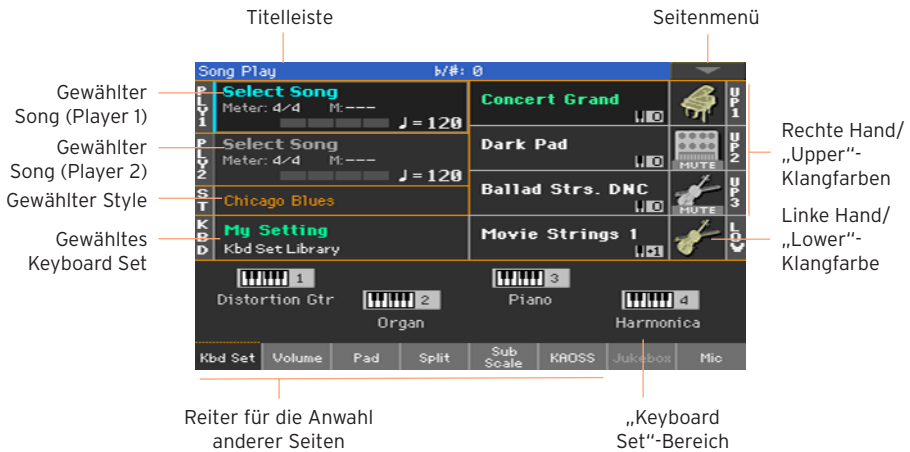 Titelleiste
Seitenmenü
Song Play ♭/#: 0
Gewählter
Song (Player 1)
PLY1
Select Song
Meter: 4/4 M:---
♩=120
Concert Grand
0
UP1
Gewählter
Song (Player 2)
PLY2
Select Song
Meter: 4/4 M:---
♩=120
Dark Pad
0
MUTE
UP2
Rechte Hand/
„Upper“-
Klangfarben
Gewählter Style
ST
Chicago Blues
Ballad Strs. DNC
0
MUTE
UP3
Gewähltes
Keyboard Set
KBD
My Setting
Kbd Set Library
Movie Strings 1
+1
LOW
Linke Hand/
„Lower“-
Klangfarbe
1
Distortion Gtr
2
Organ
3
Piano
4
Harmonica
Kbd Set Volume Pad Split Sub Scale KAOSS Jukebox Mic
Reiter für die Anwahl
anderer Seiten
„Keyboard
Set“-Bereich